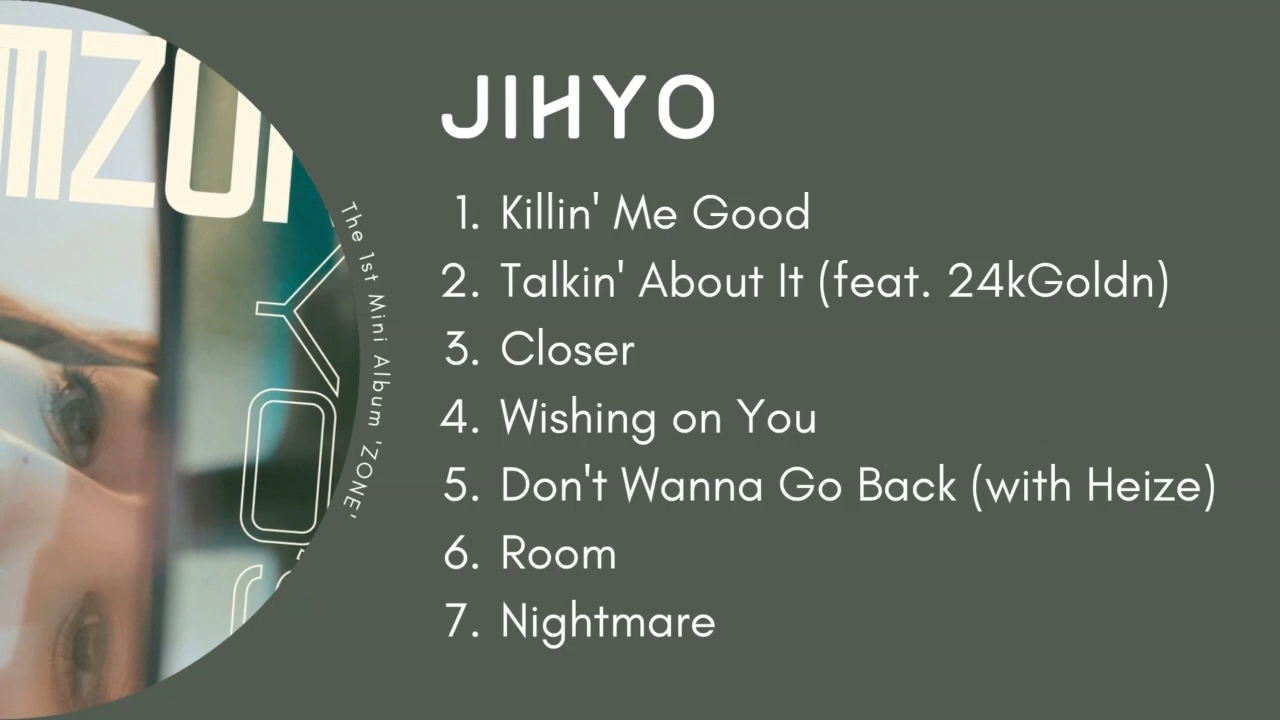 JIHYO
1. Killin' Me Good
2. Talkin' About It (feat. 24kGoldn)
3. Closer
4. Wishing on You
5. Don't Wanna Go Back (with Heize)
6. Room
7. Nightmare
The 1st Mini Album 'ZONE'
YO